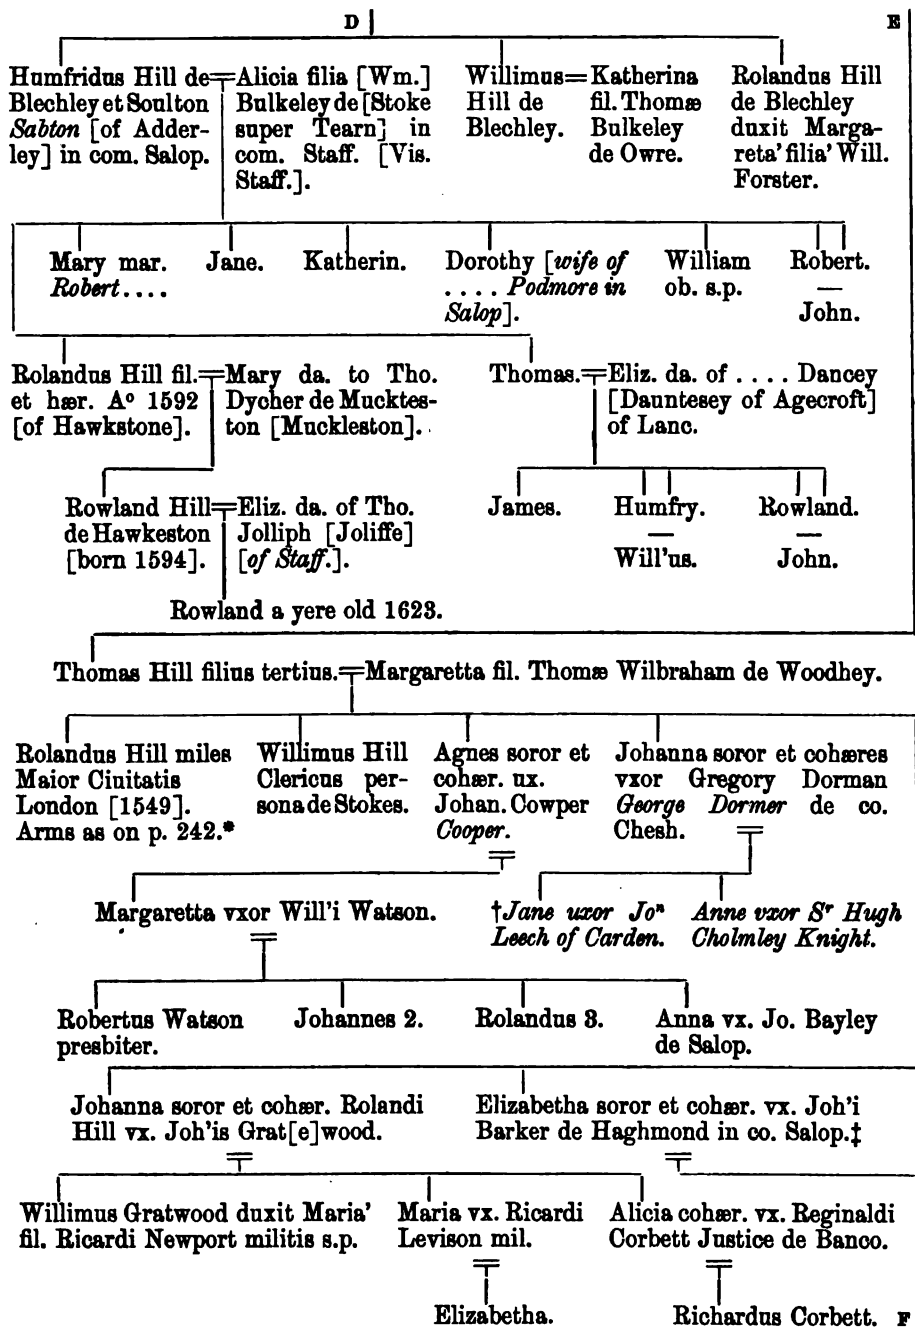 D E
Humfridus Hill de Blechley et Soulton Sabton [of Adder-
ley] in com. Salop.
Alicia filia [Wm.]
Bulkeley de [Stoke
super Tearn] in
com. Staff. [Vis.
Staff.].
Willimus
Hill de
Blechley.
Katherina
fil. Thomæ
Bulkeley
de Owre.
Rolandus Hill
de Blechley
duxit Marga-
reta' filia' Will.
Forster.
Mary mar.
Robert....
Jane.
Katherin.
Dorothy [wife of
.... Podmore in
Salop].
William
ob. s.p.
Robert.
—
John.
Rolandus Hill fil.
et hær. Aº 1592
[of Hawkstone].
Mary da. to Tho.
Dycher de Muckles-
ton [Muckleston].
Thomas.
Eliz. da. of .... Dancey
[Dauntesey of Agecroft]
of Lanc.
Rowland Hill
de Hawkeston
[born 1594].
Eliz. da. of Tho.
Jolliph [Joliffe]
[of Staff.].
James.
Humfry.
—
Will'us.
Rowland.
—
John.
Rowland a yere old 1623.
Thomas Hill filius tertius.
Margaretta fil. Thomæ Wilbraham de Woodhey.
Rolandus Hill miles
Maior Ciuitatis
London [1549].
Arms as on p. 242.*
Willimus Hill
Clericus per-
sona de Stokes.
Agnes soror et
cohær. ux.
Johan. Cowper
Cooper.
Johanna soror et cohæres
vxor Gregory Dorman
George Dormer de co.
Chesh.
Margaretta vxor Will'i Watson.
†Jane uxor Joⁿ
Leech of Carden.
Anne vxor Sʳ Hugh
Cholmley Knight.
Robertus Watson
presbiter.
Johannes 2.
Rolandus 3.
Anna vx. Jo. Bayley
de Salop.
Johanna soror et cohær. Rolandi
Hill vx. Joh'is Grat[e]wood.
Elizabetha soror et cohær. vx. Joh'i
Barker de Haghmond in co. Salop.‡
Willimus Gratwood duxit Maria'
fil. Ricardi Newport militis s.p.
Maria vx. Ricardi
Levison mil.
Alicia cohær. vx. Reginaldi
Corbett Justice de Banco.
Elizabetha.
Richardus Corbett. F